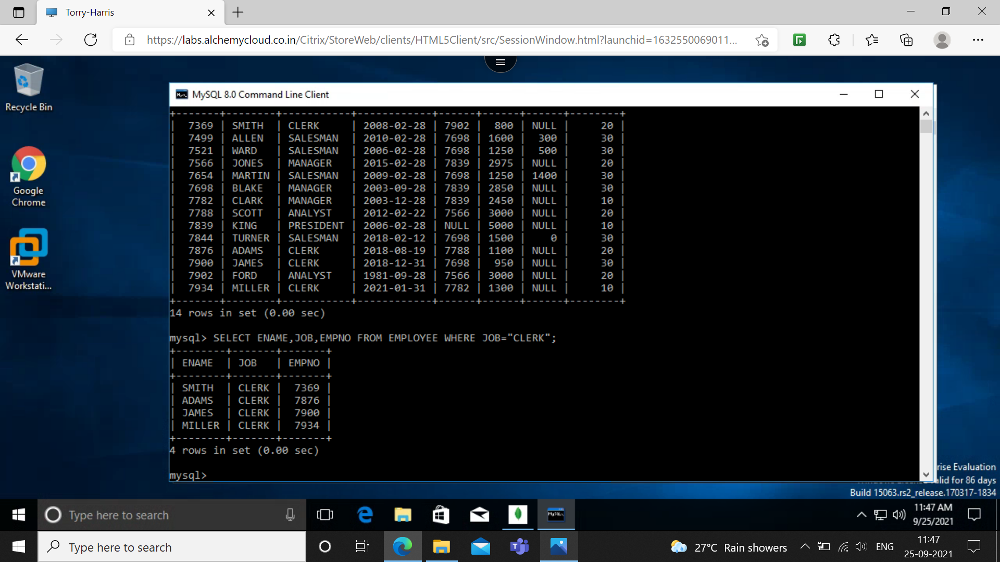 Torry-Harris
https://labs.alchemycloud.co.in/Citrix/StoreWeb/clients/HTML5Client/src/SessionWindow.html?launchid=1632550069011...
Recycle Bin
Google
Chrome
VMware
Workstati...
MySQL 8.0 Command Line Client
+-------+--------+-----------+------------+------+------+------+--------+
| 7369 | SMITH | CLERK | 2008-02-28 | 7902 | 800 | NULL | 20 |
| 7499 | ALLEN | SALESMAN | 2010-02-28 | 7698 | 1600 | 300 | 30 |
| 7521 | WARD | SALESMAN | 2006-02-28 | 7698 | 1250 | 500 | 30 |
| 7566 | JONES | MANAGER | 2015-02-28 | 7839 | 2975 | NULL | 20 |
| 7654 | MARTIN | SALESMAN | 2009-02-28 | 7698 | 1250 | 1400 | 30 |
| 7698 | BLAKE | MANAGER | 2003-09-28 | 7839 | 2850 | NULL | 30 |
| 7782 | CLARK | MANAGER | 2003-12-28 | 7839 | 2450 | NULL | 10 |
| 7788 | SCOTT | ANALYST | 2012-02-22 | 7566 | 3000 | NULL | 20 |
| 7839 | KING | PRESIDENT | 2006-02-28 | NULL | 5000 | NULL | 10 |
| 7844 | TURNER | SALESMAN | 2018-02-12 | 7698 | 1500 | 0 | 30 |
| 7876 | ADAMS | CLERK | 2018-08-19 | 7788 | 1100 | NULL | 20 |
| 7900 | JAMES | CLERK | 2018-12-31 | 7698 | 950 | NULL | 30 |
| 7902 | FORD | ANALYST | 1981-09-28 | 7566 | 3000 | NULL | 20 |
| 7934 | MILLER | CLERK | 2021-01-31 | 7782 | 1300 | NULL | 10 |
+-------+--------+-----------+------------+------+------+------+--------+
14 rows in set (0.00 sec)
mysql> SELECT ENAME,JOB,EMPNO FROM EMPLOYEE WHERE JOB="CLERK";
+--------+-------+-------+
| ENAME | JOB | EMPNO |
+--------+-------+-------+
| SMITH | CLERK | 7369 |
| ADAMS | CLERK | 7876 |
| JAMES | CLERK | 7900 |
| MILLER | CLERK | 7934 |
+--------+-------+-------+
4 rows in set (0.00 sec)
mysql>
rise Evaluation
alid for 86 days
Build 15063.rs2_release.170317-1834
Type here to search
11:47 AM
9/25/2021
Type here to search
27°C Rain showers
ENG
11:47
25-09-2021